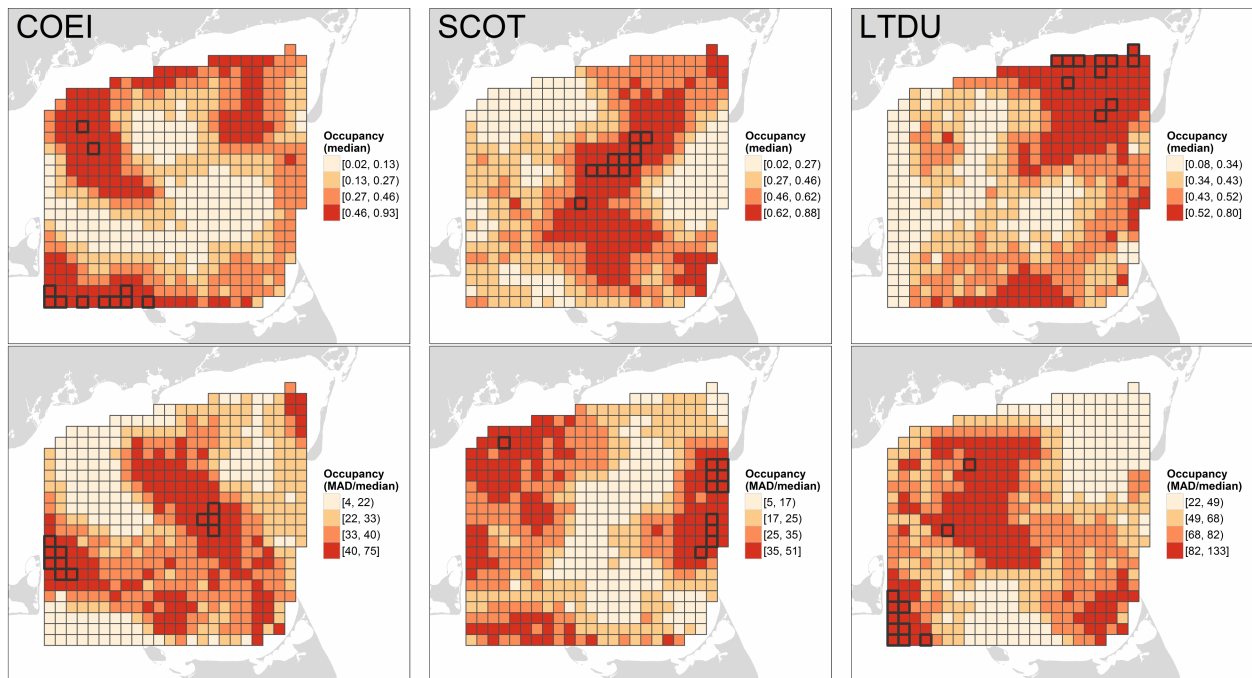 COEI
SCOT
LTDU
Occupancy
(median)
[0.02, 0.13)
[0.13, 0.27)
[0.27, 0.46)
[0.46, 0.93]
Occupancy
(median)
[0.02, 0.27)
[0.27, 0.46)
[0.46, 0.62)
[0.62, 0.88]
Occupancy
(median)
[0.08, 0.34)
[0.34, 0.43)
[0.43, 0.52)
[0.52, 0.80]
Occupancy
(MAD/median)
[4, 22)
[22, 33)
[33, 40)
[40, 75]
Occupancy
(MAD/median)
[5, 17)
[17, 25)
[25, 35)
[35, 51]
Occupancy
(MAD/median)
[22, 49)
[49, 68)
[68, 82)
[82, 133]